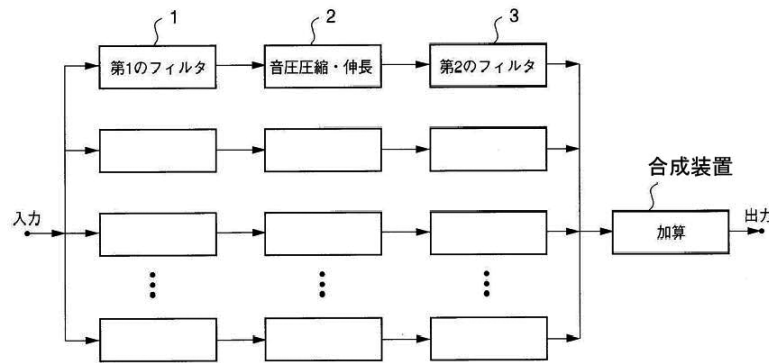 1
2
3
第1のフィルタ
音圧圧縮・伸長
第2のフィルタ
合成装置
入力
加算
出力